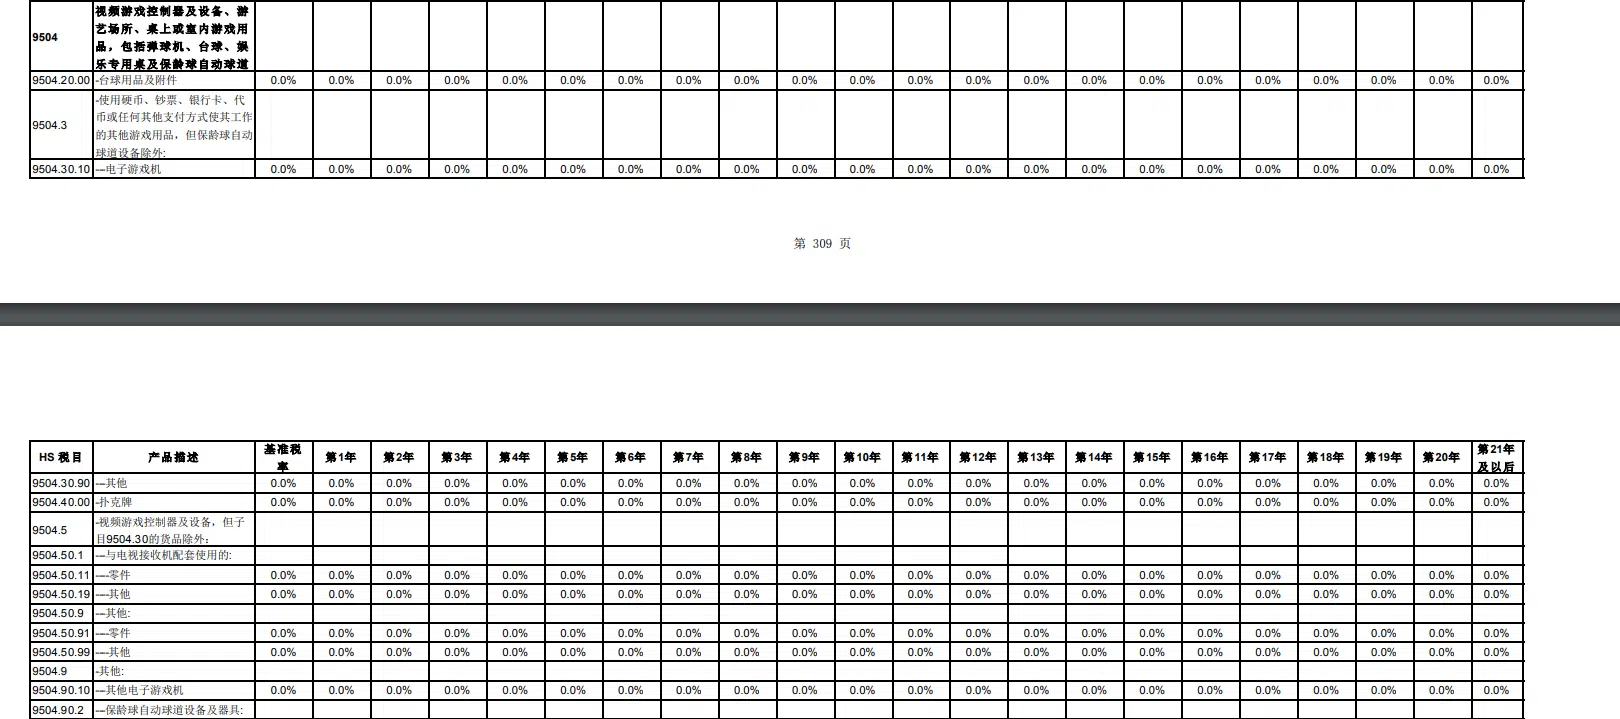 9504 视频游戏控制器及设备、游
艺场所、桌上或室内游戏用
品，包括弹球机、台球、娱
乐专用桌及保龄球自动球道
9504.20.00 -台球用品及附件 0.0% 0.0% 0.0% 0.0% 0.0% 0.0% 0.0% 0.0% 0.0% 0.0% 0.0% 0.0% 0.0% 0.0% 0.0% 0.0% 0.0% 0.0% 0.0% 0.0% 0.0% 0.0%
9504.3 -使用硬币、钞票、银行卡、代
币或任何其他支付方式使其工作
的其他游戏用品，但保龄球自动
球道设备除外:
9504.30.10 ---电子游戏机 0.0% 0.0% 0.0% 0.0% 0.0% 0.0% 0.0% 0.0% 0.0% 0.0% 0.0% 0.0% 0.0% 0.0% 0.0% 0.0% 0.0% 0.0% 0.0% 0.0% 0.0% 0.0%
第 309 页
HS 税目 产品描述 基准税
率 第1年 第2年 第3年 第4年 第5年 第6年 第7年 第8年 第9年 第10年 第11年 第12年 第13年 第14年 第15年 第16年 第17年 第18年 第19年 第20年 第21年
及以后
9504.30.90 ---其他 0.0% 0.0% 0.0% 0.0% 0.0% 0.0% 0.0% 0.0% 0.0% 0.0% 0.0% 0.0% 0.0% 0.0% 0.0% 0.0% 0.0% 0.0% 0.0% 0.0% 0.0% 0.0%
9504.40.00 -扑克牌 0.0% 0.0% 0.0% 0.0% 0.0% 0.0% 0.0% 0.0% 0.0% 0.0% 0.0% 0.0% 0.0% 0.0% 0.0% 0.0% 0.0% 0.0% 0.0% 0.0% 0.0% 0.0%
9504.5 -视频游戏控制器及设备，但子
目9504.30的货品除外：
9504.50.1 ---与电视接收机配套使用的:
9504.50.11 ----零件 0.0% 0.0% 0.0% 0.0% 0.0% 0.0% 0.0% 0.0% 0.0% 0.0% 0.0% 0.0% 0.0% 0.0% 0.0% 0.0% 0.0% 0.0% 0.0% 0.0% 0.0% 0.0%
9504.50.19 ----其他 0.0% 0.0% 0.0% 0.0% 0.0% 0.0% 0.0% 0.0% 0.0% 0.0% 0.0% 0.0% 0.0% 0.0% 0.0% 0.0% 0.0% 0.0% 0.0% 0.0% 0.0% 0.0%
9504.50.9 ---其他:
9504.50.91 ----零件 0.0% 0.0% 0.0% 0.0% 0.0% 0.0% 0.0% 0.0% 0.0% 0.0% 0.0% 0.0% 0.0% 0.0% 0.0% 0.0% 0.0% 0.0% 0.0% 0.0% 0.0% 0.0%
9504.50.99 ----其他 0.0% 0.0% 0.0% 0.0% 0.0% 0.0% 0.0% 0.0% 0.0% 0.0% 0.0% 0.0% 0.0% 0.0% 0.0% 0.0% 0.0% 0.0% 0.0% 0.0% 0.0% 0.0%
9504.9 -其他:
9504.90.10 ---其他电子游戏机 0.0% 0.0% 0.0% 0.0% 0.0% 0.0% 0.0% 0.0% 0.0% 0.0% 0.0% 0.0% 0.0% 0.0% 0.0% 0.0% 0.0% 0.0% 0.0% 0.0% 0.0% 0.0%
9504.90.2 ---保龄球自动球道设备及器具: